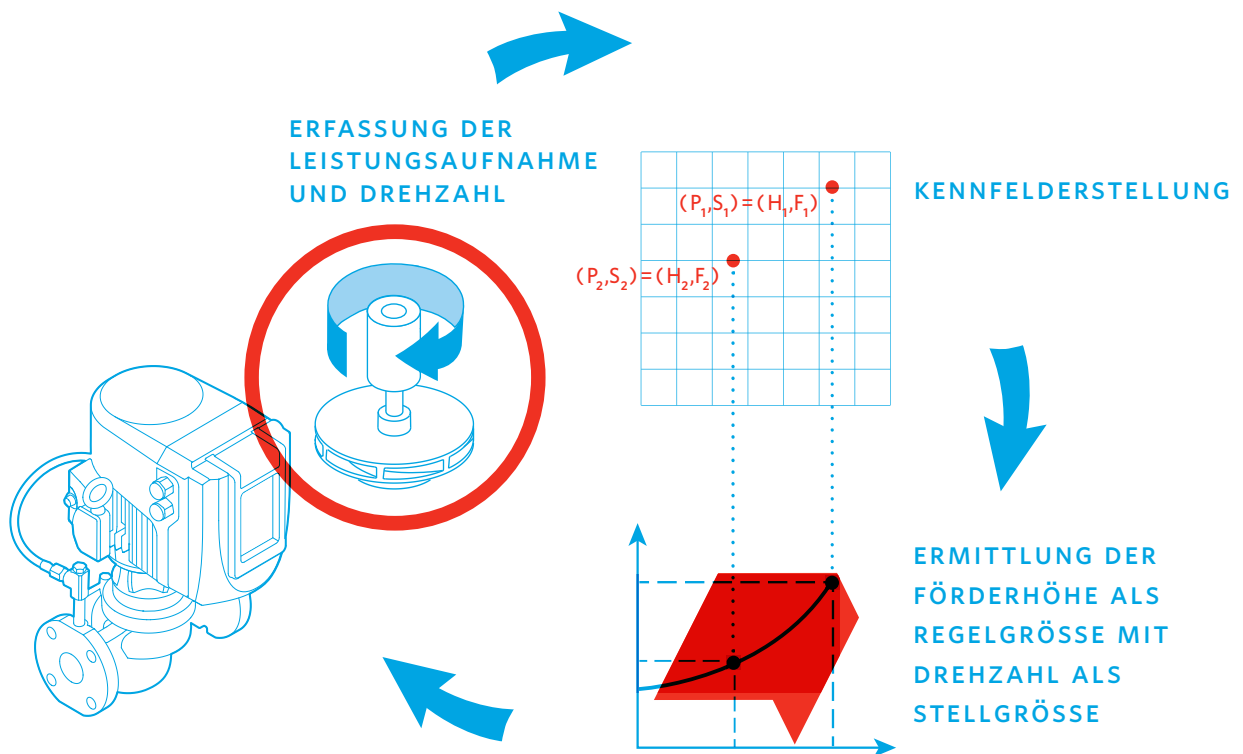 ERFASSUNG DER
LEISTUNGSAUFNAHME
UND DREHZAHL
(P₁,S₁)=(H₁,F₁)
(P₂,S₂)=(H₂,F₂)
KENNFELDERSTELLUNG
ERMITTLUNG DER
FÖRDERHÖHE ALS
REGELGRÖSSE MIT
DREHZAHL ALS
STELLGRÖSSE